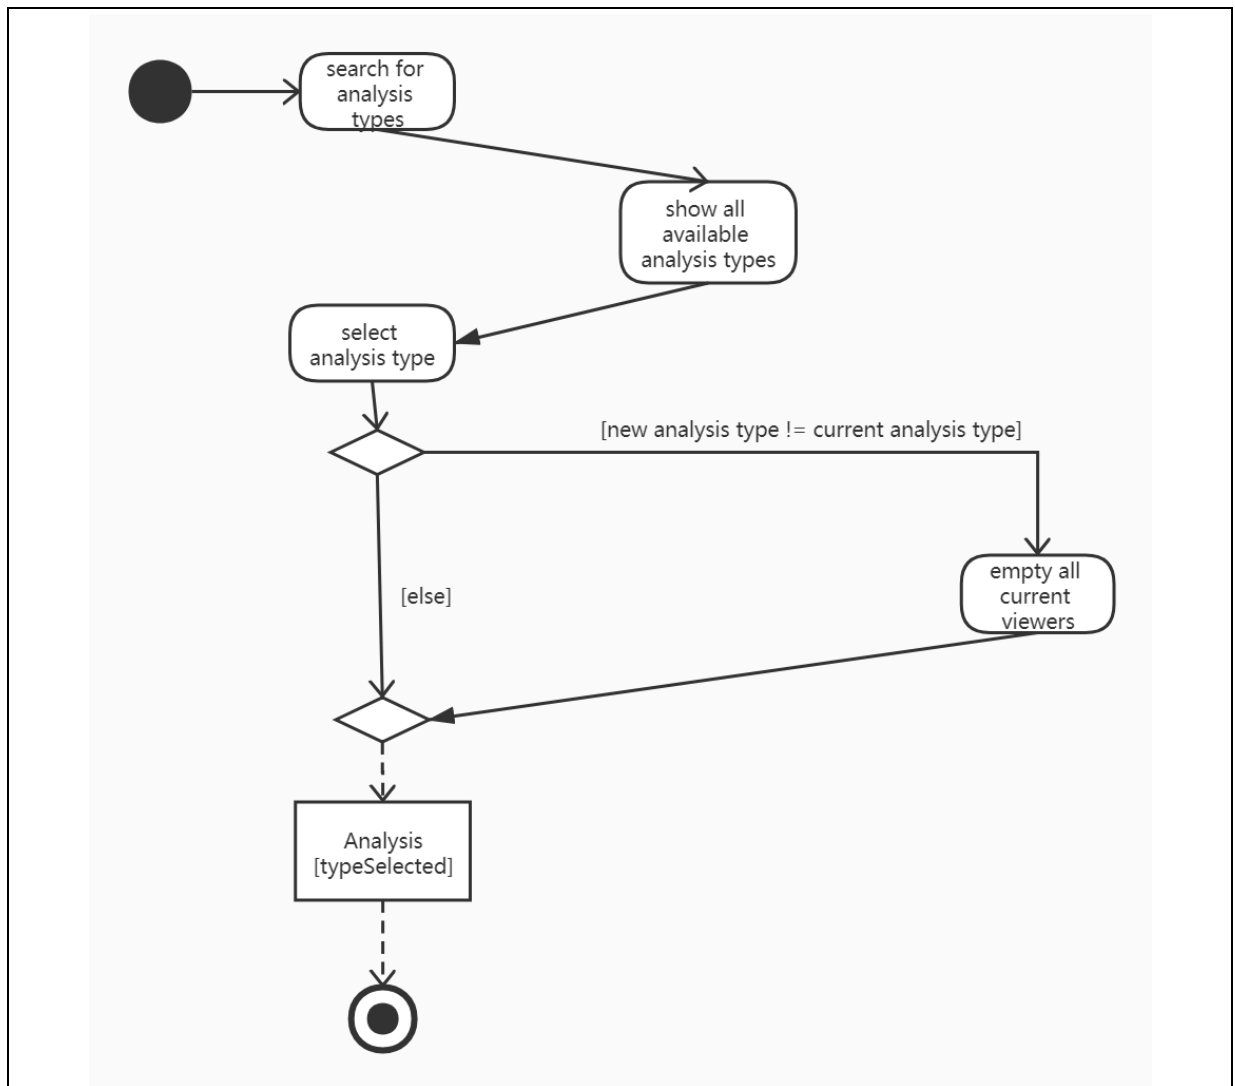 search for
analysis
types
show all
available
analysis types
select
analysis type
[new analysis type != current analysis type]
empty all
current
viewers
[else]
Analysis
[typeSelected]